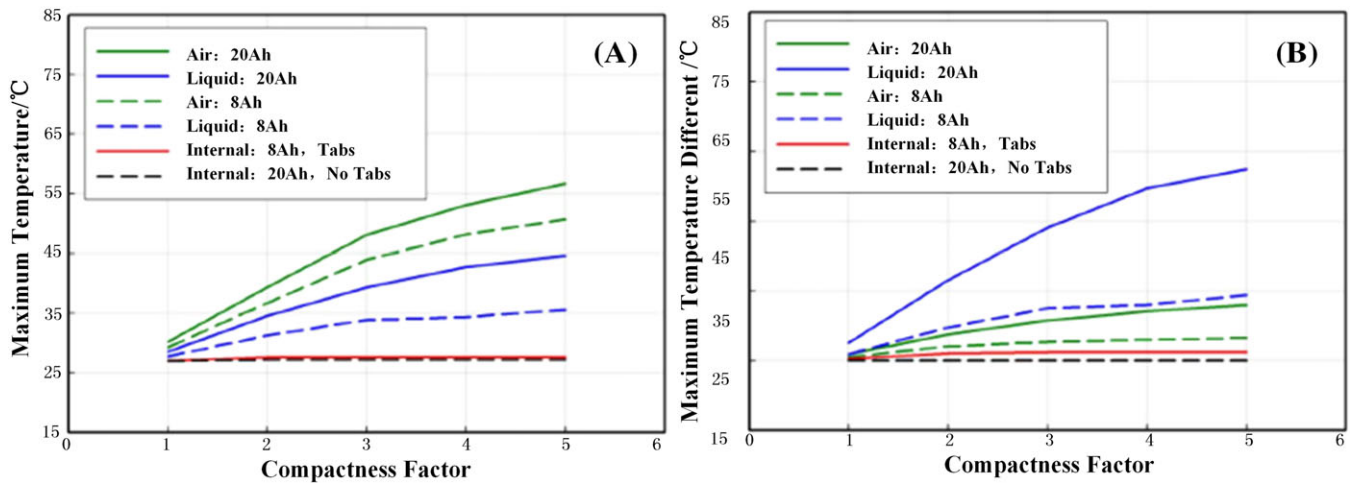 85
75
65
55
45
35
25
15
Maximum Temperature/℃
Air：20Ah
Liquid：20Ah
Air：8Ah
Liquid：8Ah
Internal：8Ah，Tabs
Internal：20Ah，No Tabs
(A)
0 1 2 3 4 5 6
Compactness Factor
85
75
65
55
45
35
25
15
Maximum Temperature Different /℃
Air：20Ah
Liquid：20Ah
Air：8Ah
Liquid：8Ah
Internal：8Ah，Tabs
Internal：20Ah，No Tabs
(B)
0 1 2 3 4 5 6
Compactness Factor